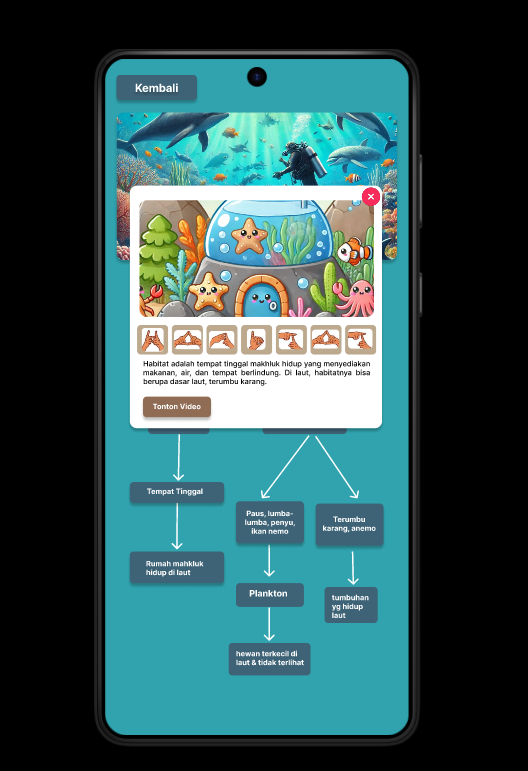 Kembali
Habitat adalah tempat tinggal makhluk hidup yang menyediakan
makanan, air, dan tempat berlindung. Di laut, habitatnya bisa
berupa dasar laut, terumbu karang.
Tonton Video
Tempat Tinggal
Rumah mahkluk
hidup di laut
Paus, lumba-
lumba, penyu,
ikan nemo
Terumbu
karang, anemo
Plankton
tumbuhan
yg hidup
laut
hewan terkecil di
laut & tidak terlihat